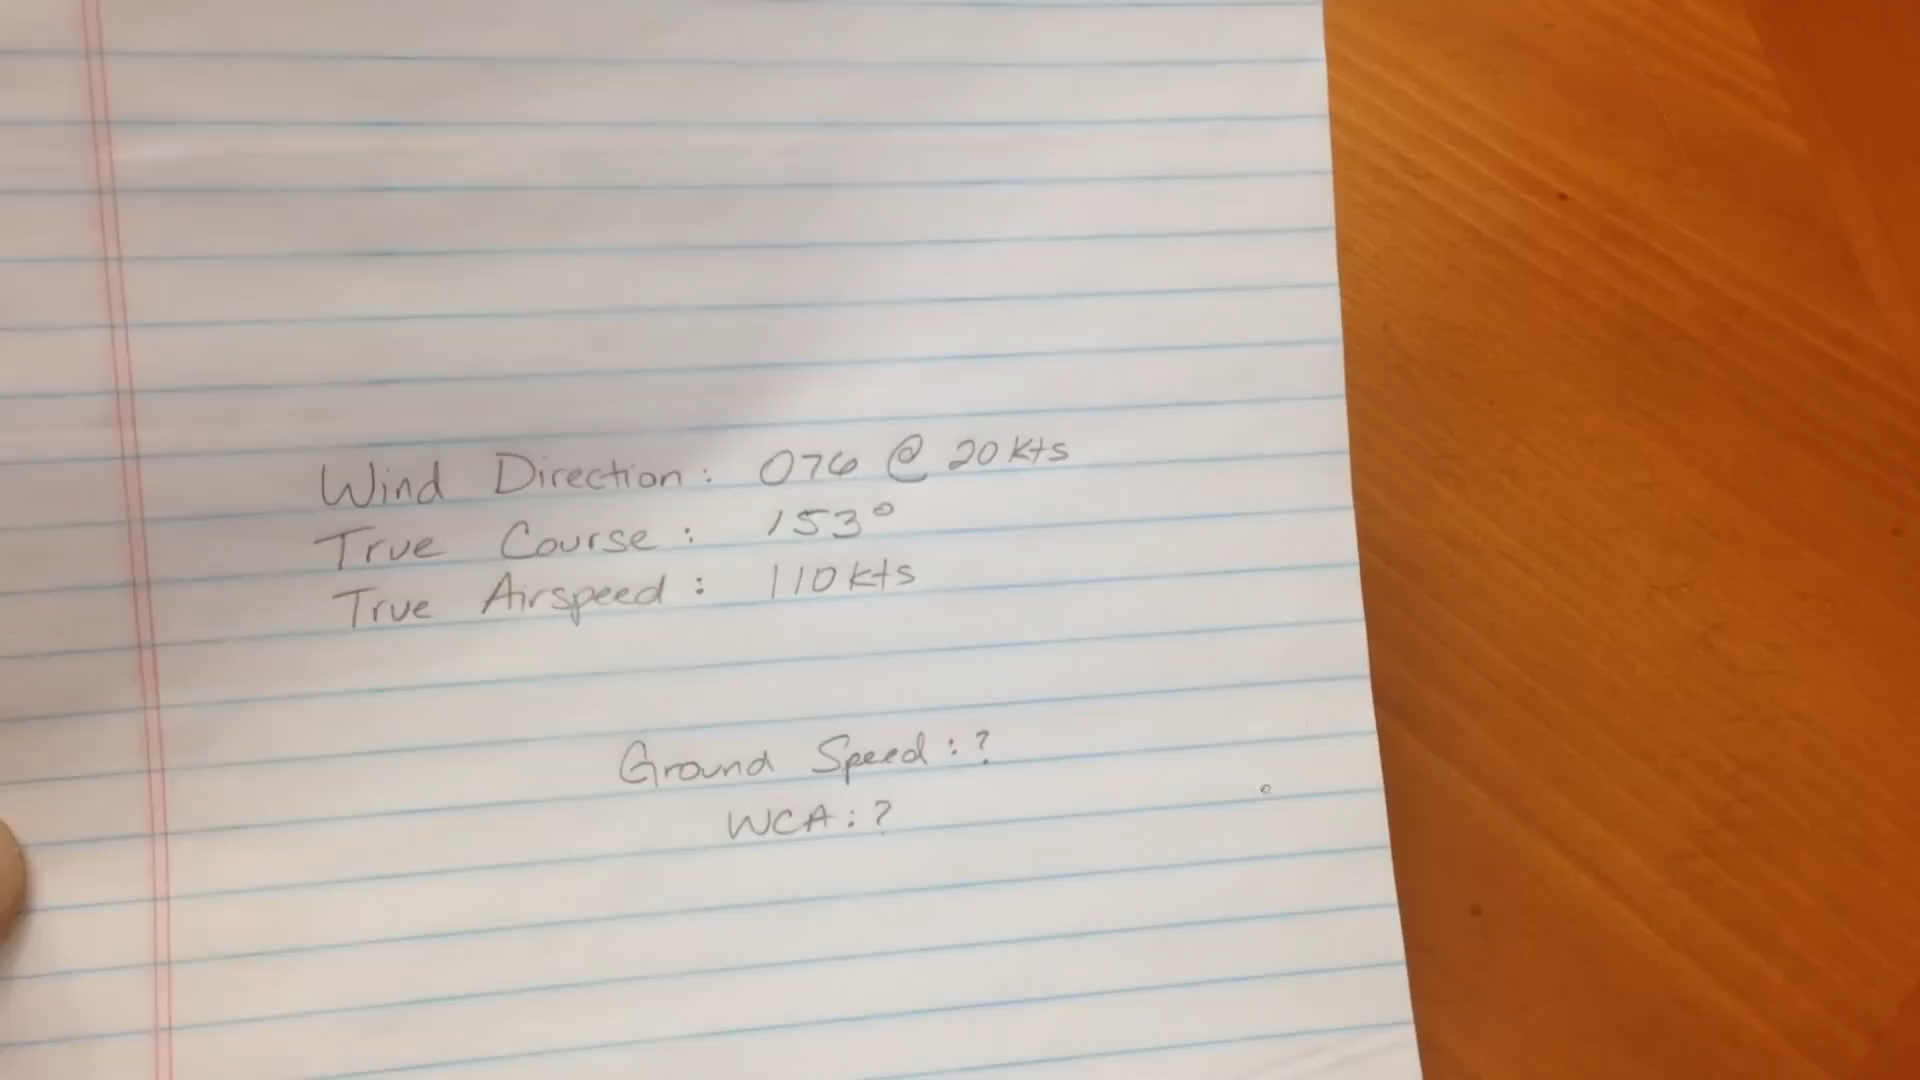 Wind Direction: 076 @ 20 kts
True Course: 153°
True Airspeed: 110 kts
Ground Speed: ?
WCA: ?